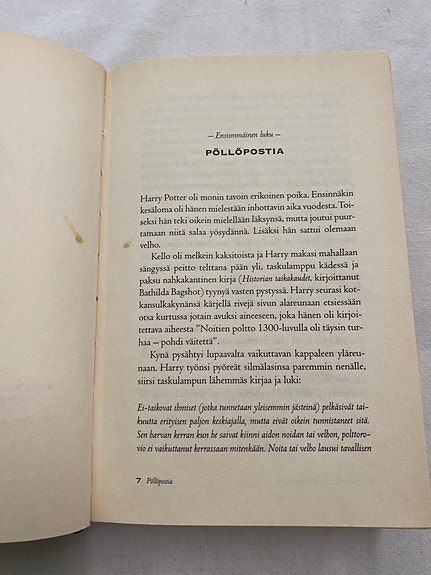 – Ensimmäinen luku –
PÖLLÖPOSTIA
Harry Potter oli monin tavoin erikoinen poika. Ensinnäkin
kesäloma oli hänen mielestään inhottavin aika vuodesta. Toi-
seksi hän teki oikein mielellään läksynsä, mutta joutui puur-
tamaan niitä salaa yösydännä. Lisäksi hän sattui olemaan
velho.
Kello oli melkein kaksitoista ja Harry makasi mahallaan
sängyssä peitto telttana pään yli, taskulamppu kädessä ja
paksu nahkakantinen kirja (Historian taikakaudet, kirjoittanut
Bathilda Bagshot) tyynyä vasten pystyssä. Harry seurasi kot-
kansulkakynänsä kärjellä rivejä sivun alareunaan etsiessään
otsa kurtussa jotain avuksi aineeseen, joka hänen oli kirjoi-
tettava aiheesta ”Noitien poltto 1300-luvulla oli täysin tur-
haa – pohdi väitettä”.
Kynä pysähtyi lupaavalta vaikuttavan kappaleen yläreu-
naan. Harry työnsi pyöreät silmälasinsa paremmin nenälle,
siirsi taskulampun lähemmäs kirjaa ja luki:
Ei-taikovat ihmiset (jotka tunnetaan yleisemmin jästeinä) pelkäsivät tai-
kuutta erityisen paljon keskiajalla, mutta eivät oikein tunnistaneet sitä.
Sen harvan kerran kun he saivat kiinni aidon noidan tai velhon, polttoro-
vio ei vaikuttanut kerrassaan mitenkään. Noita tai velho lausui tavallisen
7 Pöllöpostia